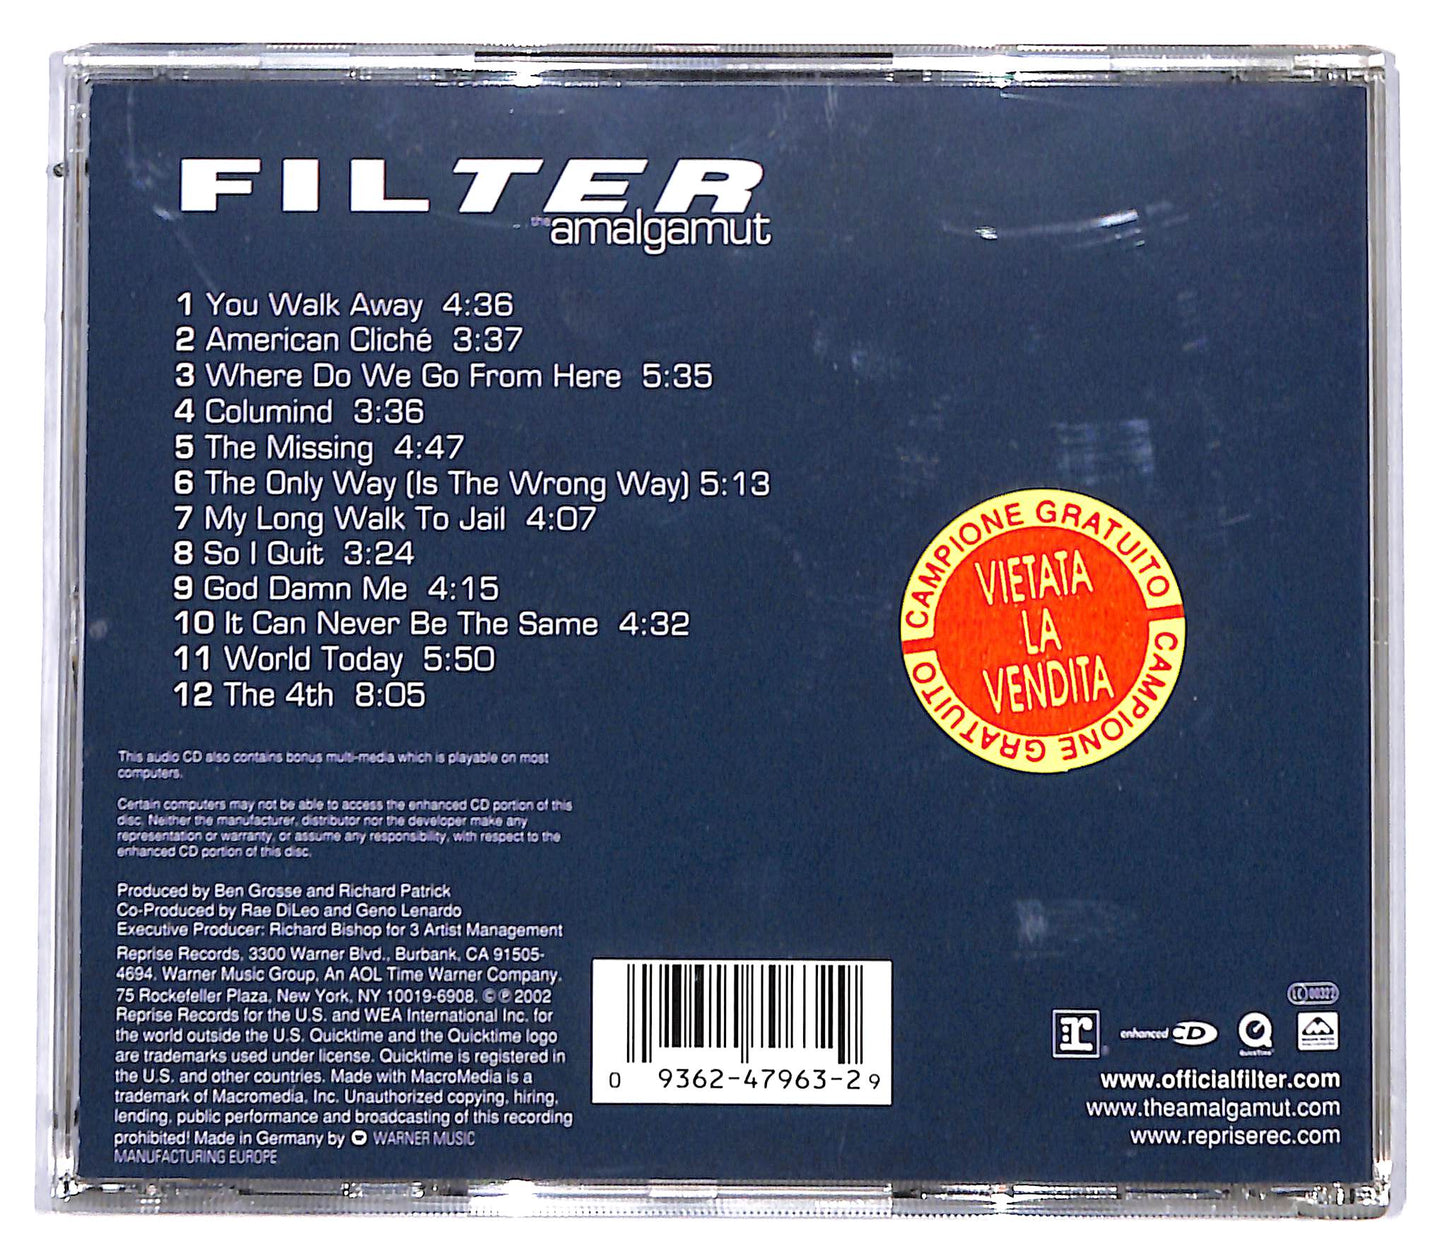 FILTER
the amalgamut
1 You Walk Away 4:36
2 American Cliché 3:37
3 Where Do We Go From Here 5:35
4 Columind 3:36
5 The Missing 4:47
6 The Only Way (Is The Wrong Way) 5:13
7 My Long Walk To Jail 4:07
8 So I Quit 3:24
9 God Damn Me 4:15
10 It Can Never Be The Same 4:32
11 World Today 5:50
12 The 4th 8:05
CAMPIONE GRATUITO
CAMPIONE GRATUITO
VIETATA
LA
VENDITA
This audio CD also contains bonus multi-media which is playable on most
computers.
Certain computers may not be able to access the enhanced CD portion of this
disc. Neither the manufacturer, distributor nor the developer make any
representation or warranty, or assume any responsibility, with respect to the
enhanced CD portion of this disc.
Produced by Ben Grosse and Richard Patrick
Co-Produced by Rae DiLeo and Geno Lenardo
Executive Producer: Richard Bishop for 3 Artist Management
Reprise Records, 3300 Warner Blvd., Burbank, CA 91505-
4694. Warner Music Group, An AOL Time Warner Company,
75 Rockefeller Plaza, New York, NY 10019-6908. © ℗ 2002
Reprise Records for the U.S. and WEA International Inc. for
the world outside the U.S. Quicktime and the Quicktime logo
are trademarks used under license. Quicktime is registered in
the U.S. and other countries. Made with MacroMedia is a
trademark of Macromedia, Inc. Unauthorized copying, hiring,
lending, public performance and broadcasting of this recording
prohibited! Made in Germany by WARNER MUSIC
MANUFACTURING EUROPE
0 9362-47963-2 9
LC 00322
r
enhanced CD
QuickTime
www.officialfilter.com
www.theamalgamut.com
www.repriserec.com